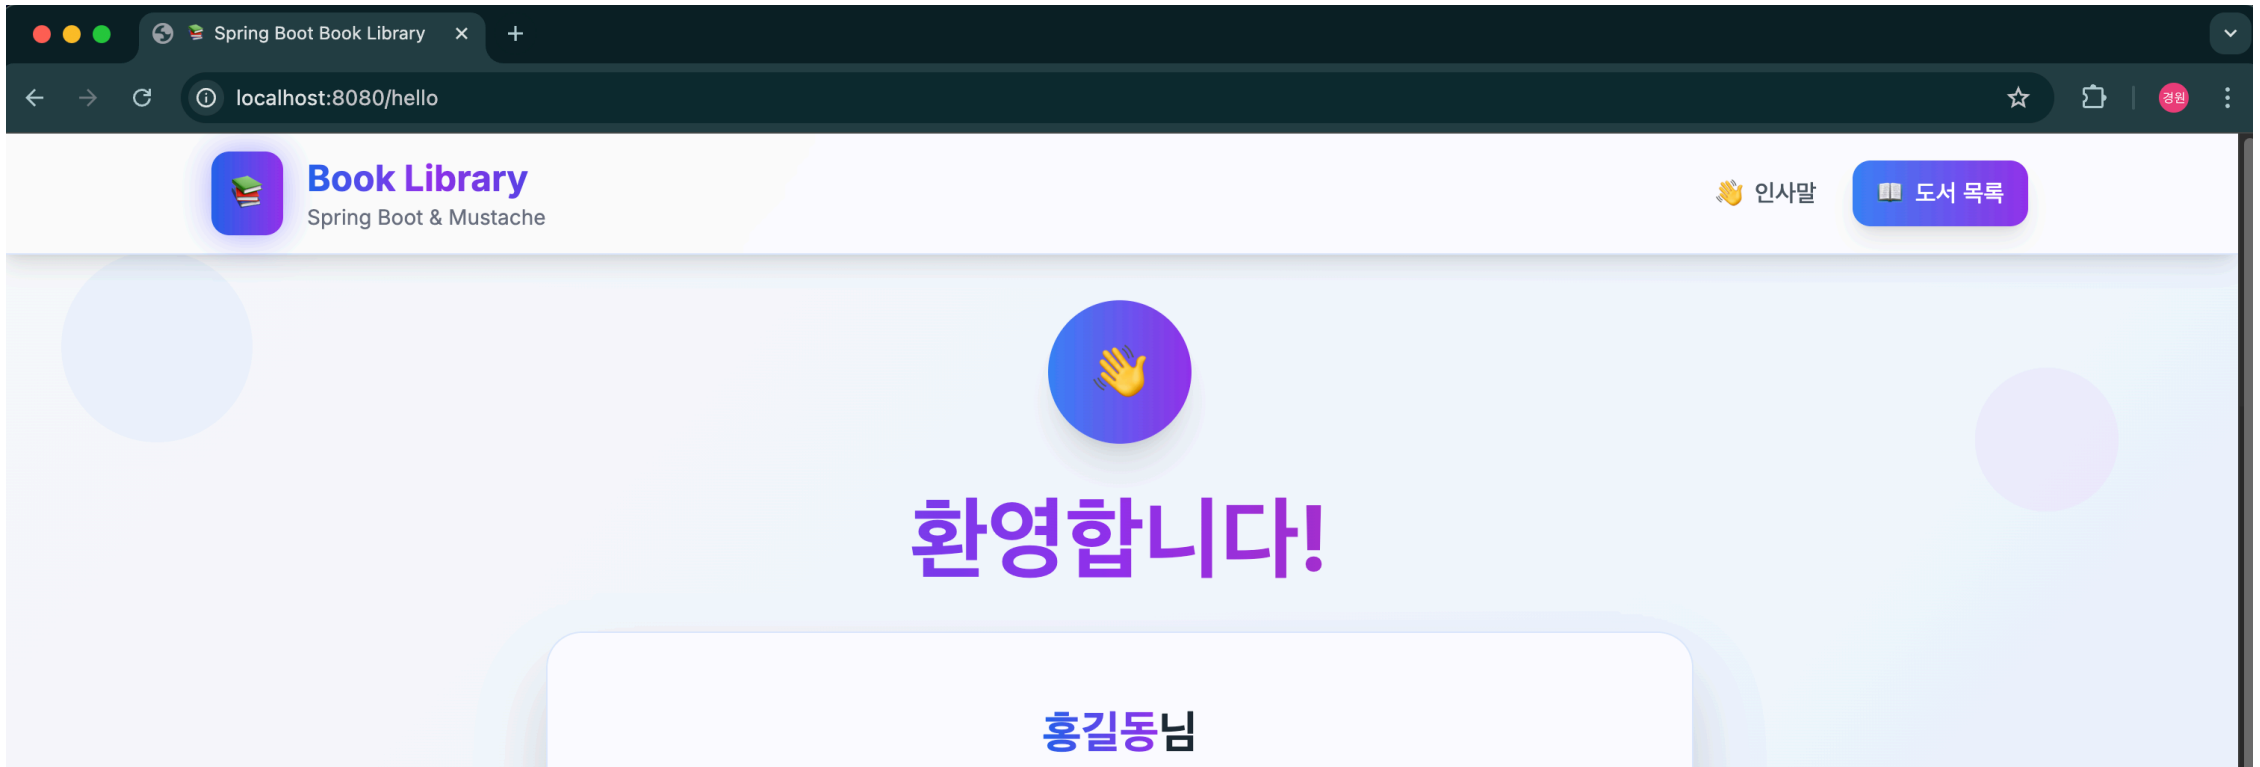 Spring Boot Book Library
localhost:8080/hello
경원
Book Library
Spring Boot & Mustache
인사말
도서 목록
환영합니다!
홍길동님